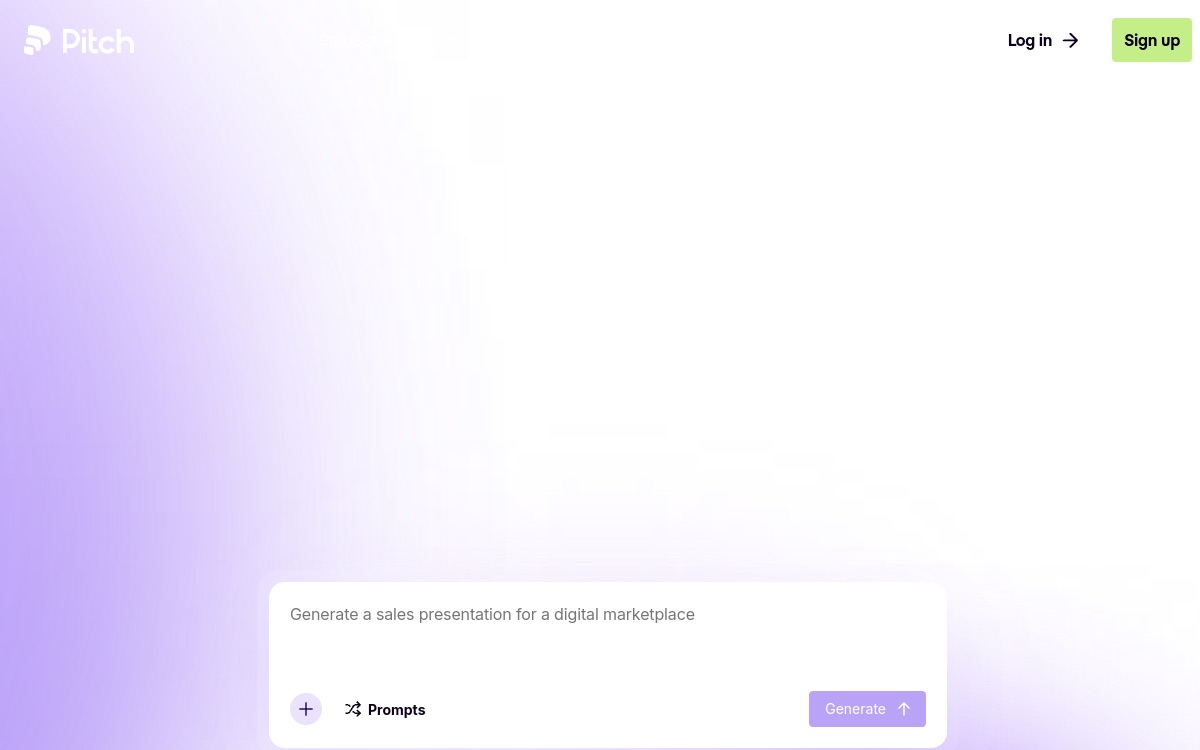 Pitch
Log in
Sign up
Generate a sales presentation for a digital marketplace
Prompts
Generate